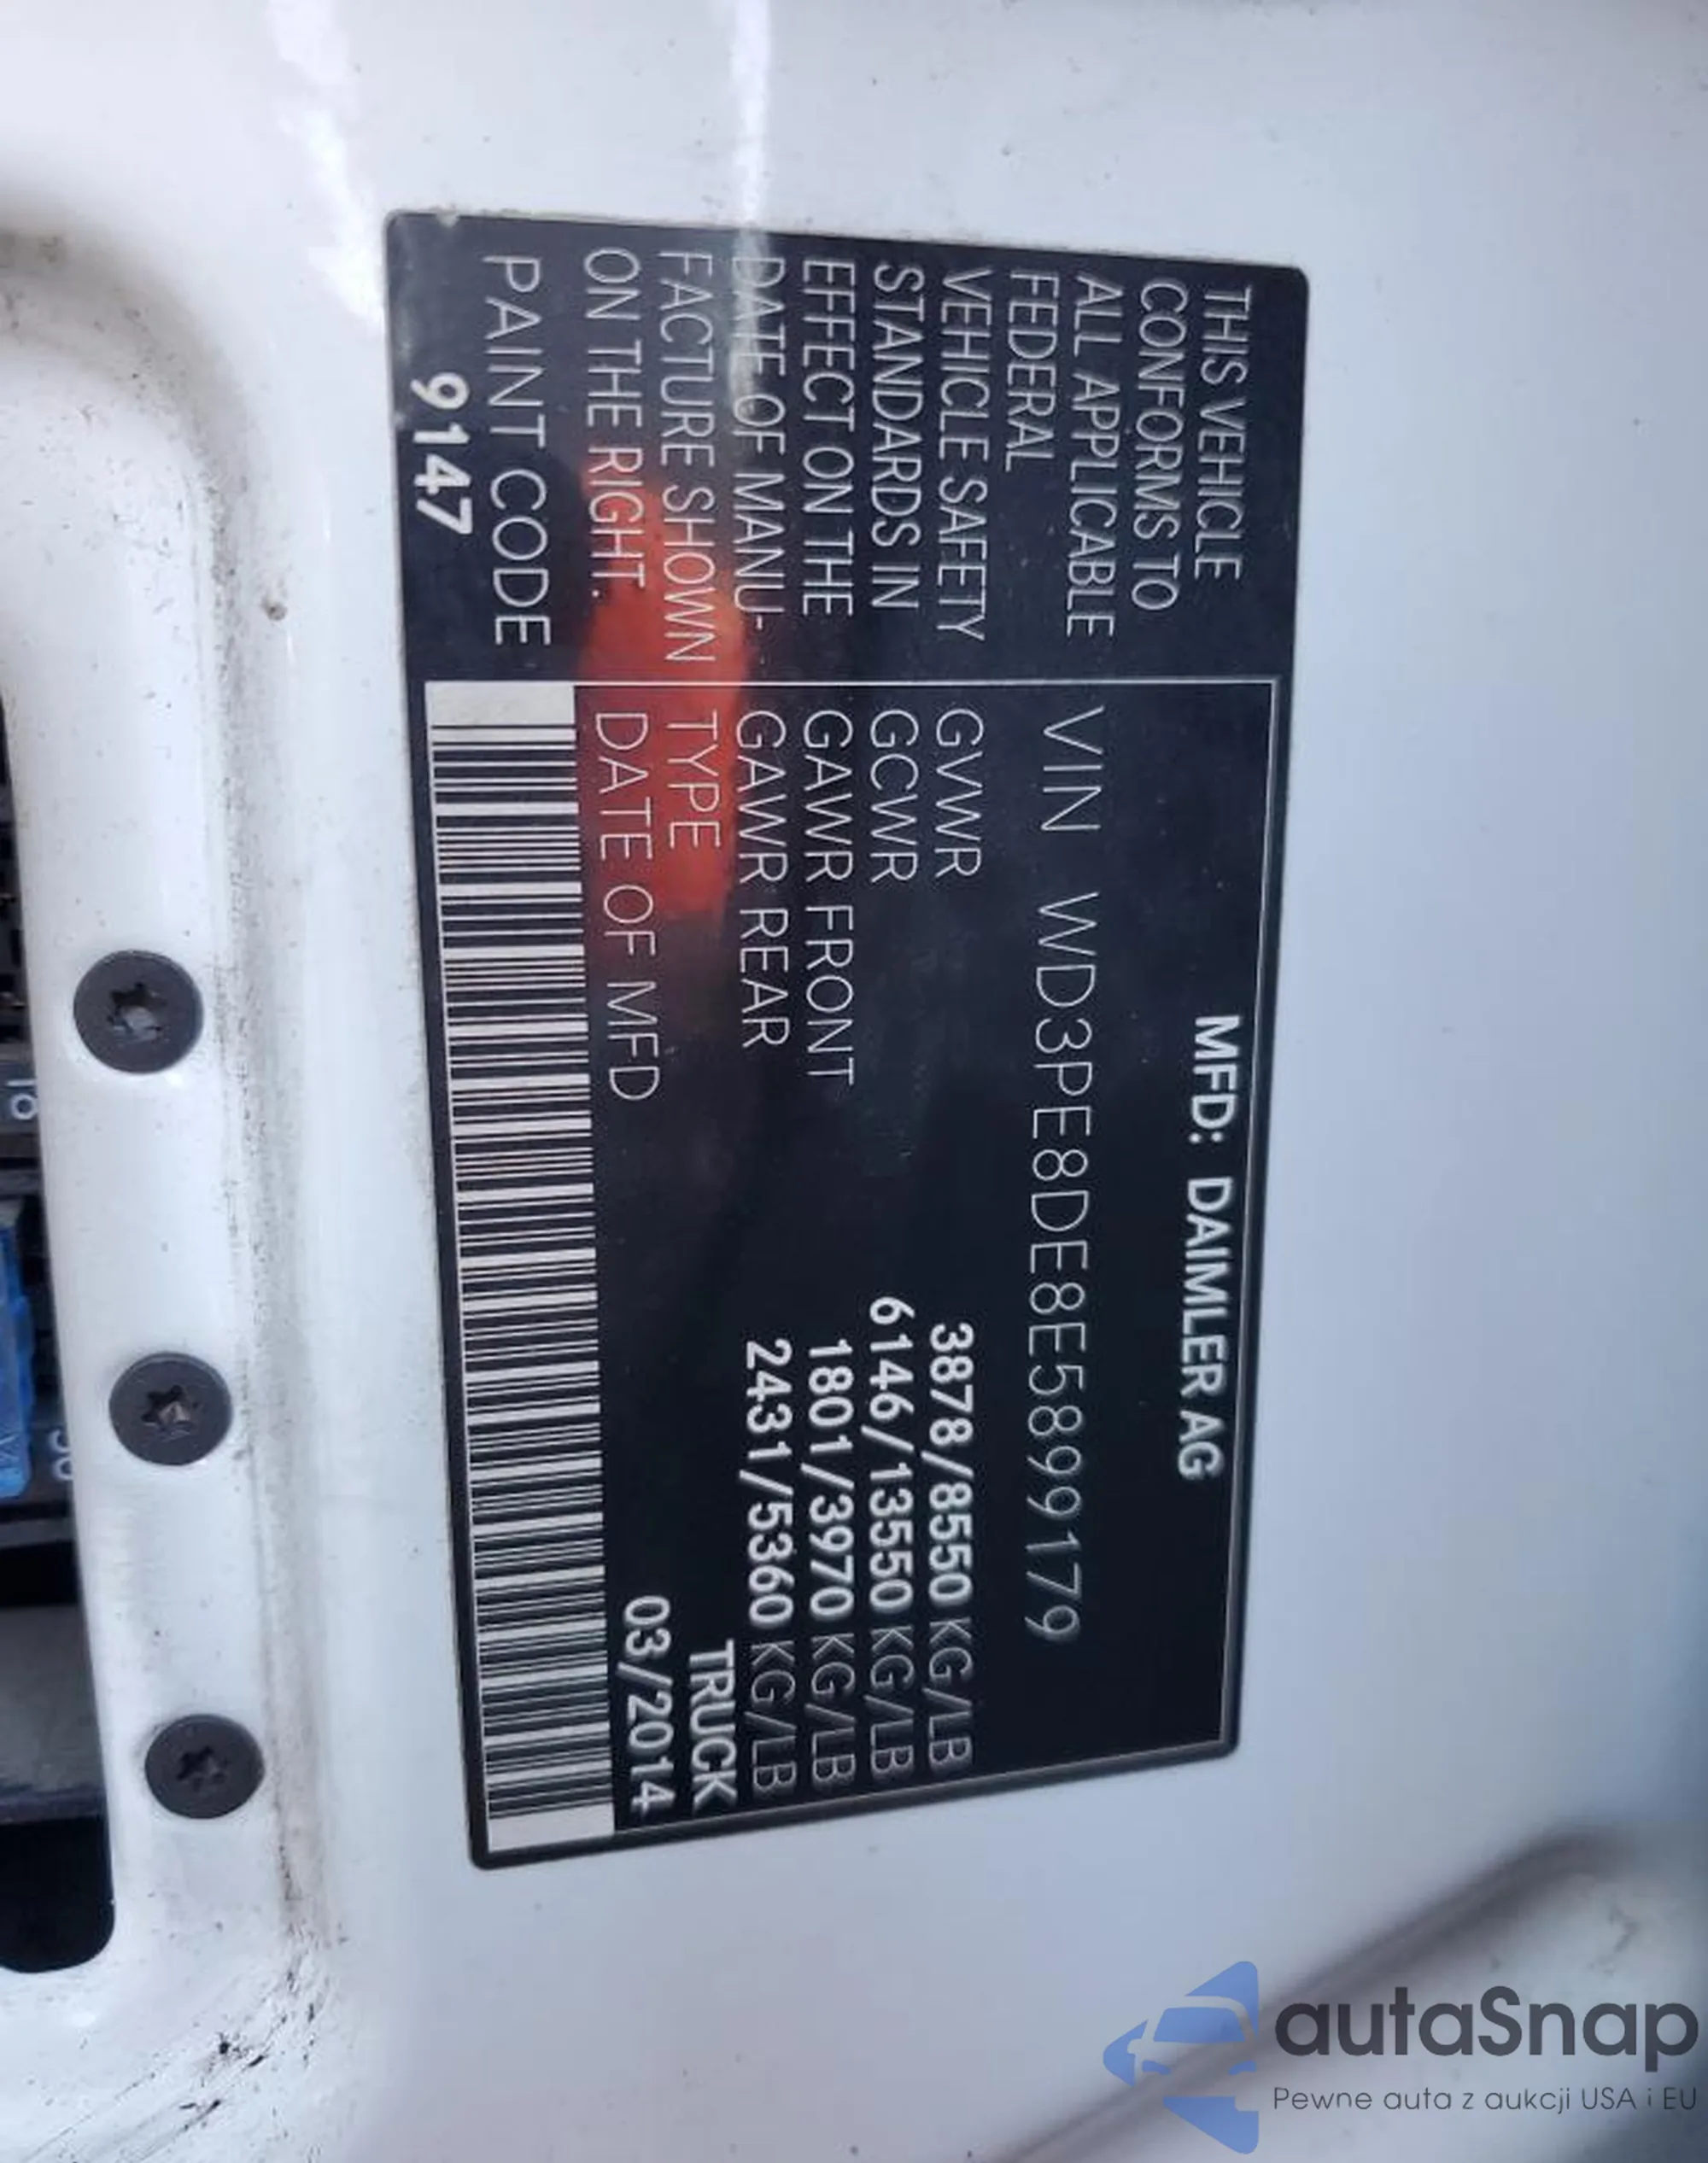 THIS VEHICLE
CONFORMS TO
ALL APPLICABLE
FEDERAL
VEHICLE SAFETY
STANDARDS IN
EFFECT ON THE
DATE OF MANU-
FACTURE SHOWN
ON THE RIGHT.
PAINT CODE
9147
MFD: DAIMLER AG
VIN WD3PE8DE8E5899179
GVWR 3878/8550 KG/LB
GCWR 6146/13550 KG/LB
GAWR FRONT 1801/3970 KG/LB
GAWR REAR 2431/5360 KG/LB
TYPE TRUCK
DATE OF MFD 03/2014
autaSnap
Pewne auta z aukcji USA i EU